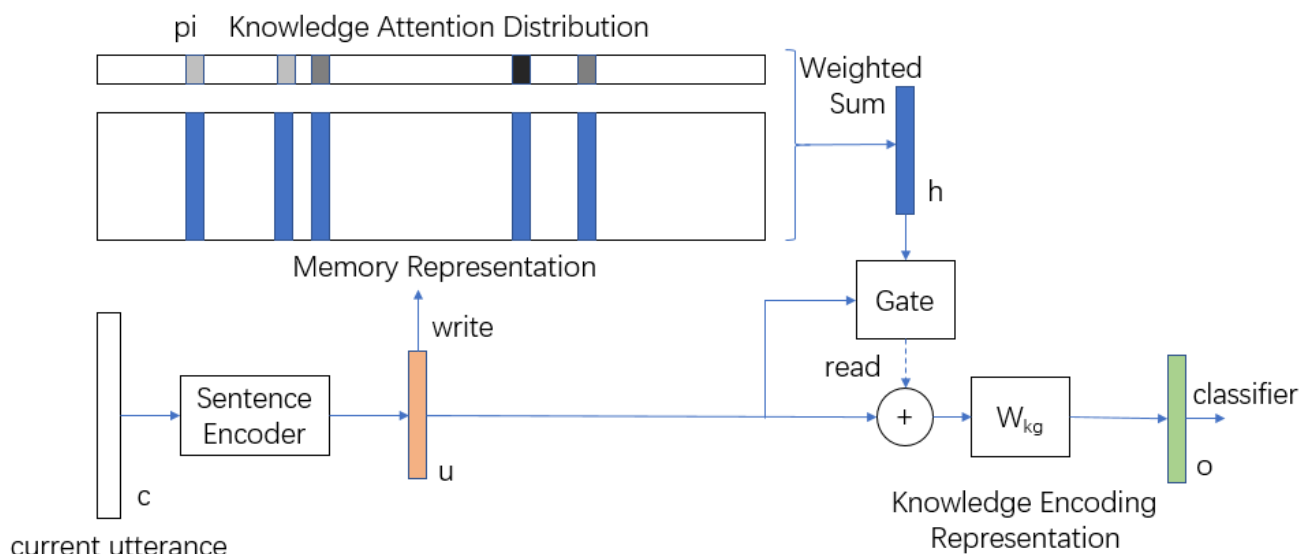 pi Knowledge Attention Distribution
Weighted
Sum
h
Memory Representation
Gate
write
read
Sentence
Encoder
+
W_kg
classifier
u
o
c
Knowledge Encoding
Representation
current utterance